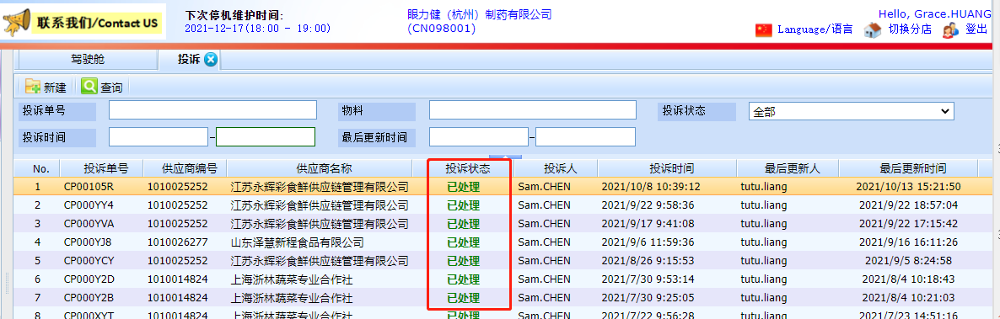 联系我们/Contact US
下次停机维护时间:
2021-12-17(18:00 - 19:00)
眼力健（杭州）制药有限公司
(CN098001)
Hello, Grace.HUANG
Language/语言 切换分店 登出
驾驶舱 投诉
新建 查询
投诉单号 物料 投诉状态 全部
投诉时间 - 最后更新时间 -
No. 投诉单号 供应商编号 供应商名称 投诉状态 投诉人 投诉时间 最后更新人 最后更新时间
1 CP00105R 1010025252 江苏永辉彩食鲜供应链管理有限公司 已处理 Sam.CHEN 2021/10/8 10:39:12 tutu.liang 2021/10/13 15:21:50
2 CP000YY4 1010025252 江苏永辉彩食鲜供应链管理有限公司 已处理 Sam.CHEN 2021/9/22 9:58:36 tutu.liang 2021/9/22 18:57:04
3 CP000YVA 1010025252 江苏永辉彩食鲜供应链管理有限公司 已处理 Sam.CHEN 2021/9/17 9:41:08 tutu.liang 2021/9/22 17:15:42
4 CP000YJ8 1010026277 山东泽慧新程食品有限公司 已处理 Sam.CHEN 2021/9/6 11:59:36 tutu.liang 2021/9/16 16:11:26
5 CP000YCY 1010025252 江苏永辉彩食鲜供应链管理有限公司 已处理 Sam.CHEN 2021/8/26 9:15:53 tutu.liang 2021/9/5 8:24:58
6 CP000Y2D 1010014824 上海浙林蔬菜专业合作社 已处理 Sam.CHEN 2021/7/30 9:53:14 tutu.liang 2021/8/4 10:18:43
7 CP000Y2B 1010014824 上海浙林蔬菜专业合作社 已处理 Sam.CHEN 2021/7/30 9:25:05 tutu.liang 2021/8/4 10:21:03
8 CP000XYT 1010014824 上海浙林蔬菜专业合作社 已处理 Sam.CHEN 2021/7/22 9:56:28 tutu.liang 2021/7/23 14:51:16